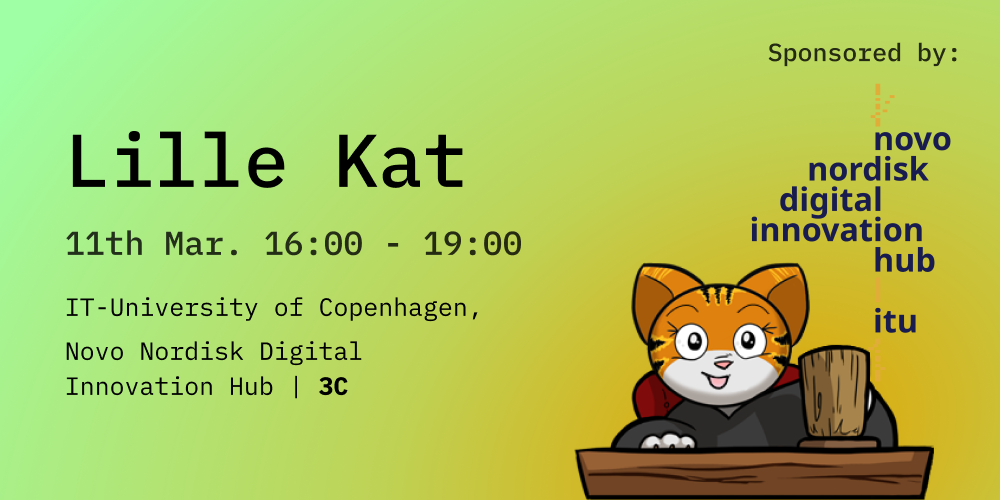 Sponsored by:
novo
nordisk
digital
innovation
hub
itu
Lille Kat
11th Mar. 16:00 - 19:00
IT-University of Copenhagen,
Novo Nordisk Digital
Innovation Hub | 3C